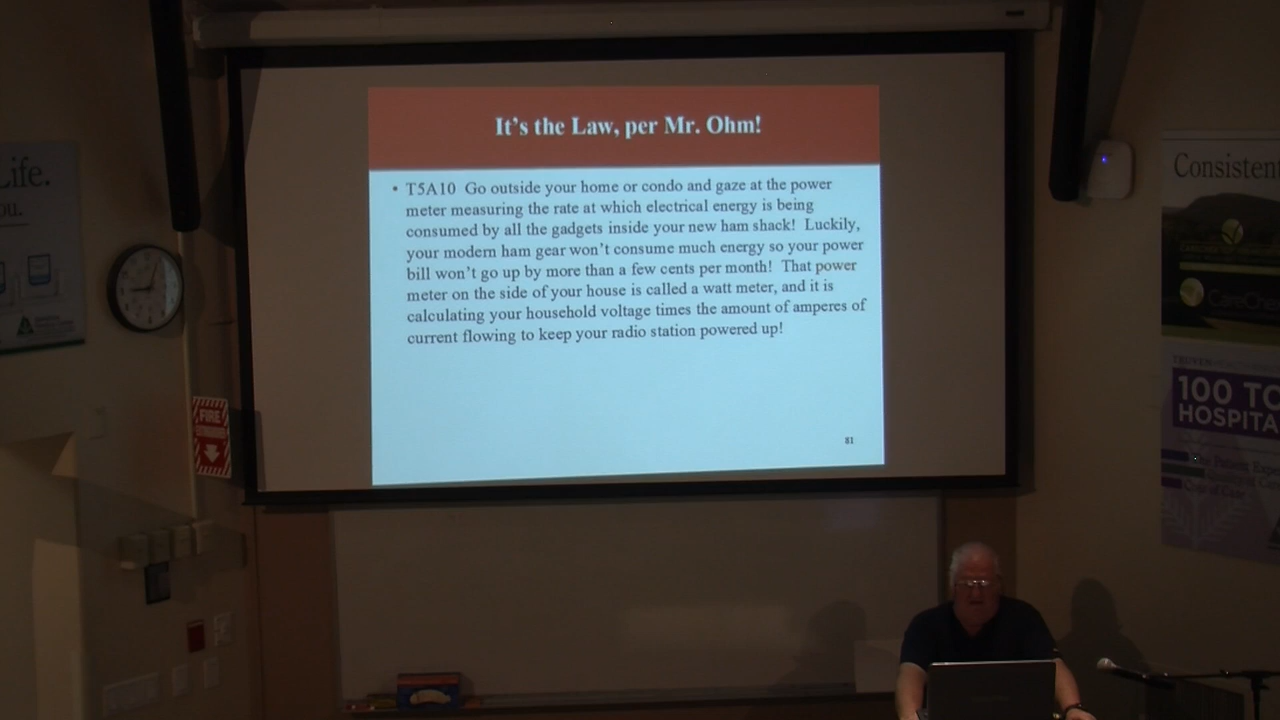 It's the Law, per Mr. Ohm!
• T5A10 Go outside your home or condo and gaze at the power
meter measuring the rate at which electrical energy is being
consumed by all the gadgets inside your new ham shack! Luckily,
your modern ham gear won't consume much energy so your power
bill won't go up by more than a few cents per month! That power
meter on the side of your house is called a watt meter, and it is
calculating your household voltage times the amount of amperes of
current flowing to keep your radio station powered up!
81
Life.
ou.
FIRE
EXTINGUISHER
Consisten
100 TO
HOSPITA